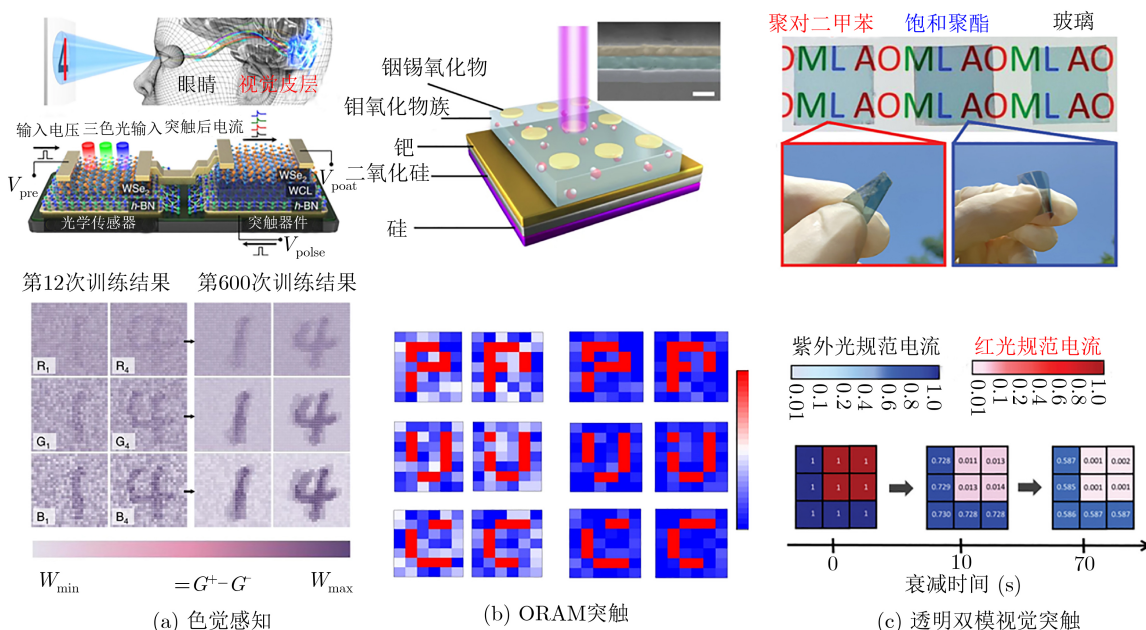 眼睛
视觉皮层
输入电压
三色光输入
突触后电流
Vpre
Vpoat
WSe2
WSe2
WCL
h-BN
h-BN
光学传感器
突触器件
Vpolse
第12次训练结果
第600次训练结果
R1
R4
G1
G4
B1
B4
Wmin
=G+−G-
Wmax
(a) 色觉感知
铟锡氧化物
钼氧化物族
钯
二氧化硅
硅
(b) ORAM突触
聚对二甲苯
饱和聚酯
玻璃
OML AOML AOML AO
OML AOML AOML AO
紫外光规范电流
红光规范电流
0.01 0.1 0.2 0.4 0.6 0.8 1.0
0.01 0.1 0.2 0.4 0.6 0.8 1.0
1 1 1
1 1 1
1 1 1
0.728 0.011 0.013
0.729 0.013 0.014
0.730 0.728 0.728
0.587 0.001 0.002
0.585 0.001 0.001
0.586 0.587 0.587
0
10
70
衰减时间 (s)
(c) 透明双模视觉突触